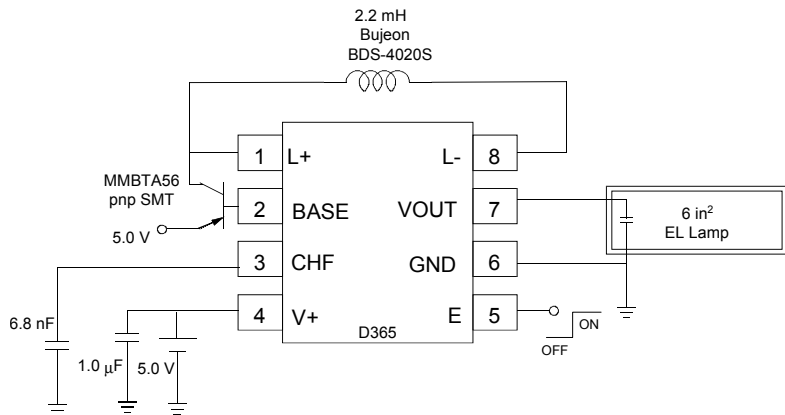 2.2 mH
Bujeon
BDS-4020S
1 L+
L- 8
MMBTA56
pnp SMT
2 BASE
VOUT 7
5.0 V
6 in²
EL Lamp
3 CHF
GND 6
4 V+
E 5
D365
ON
OFF
6.8 nF
1.0 μF
5.0 V